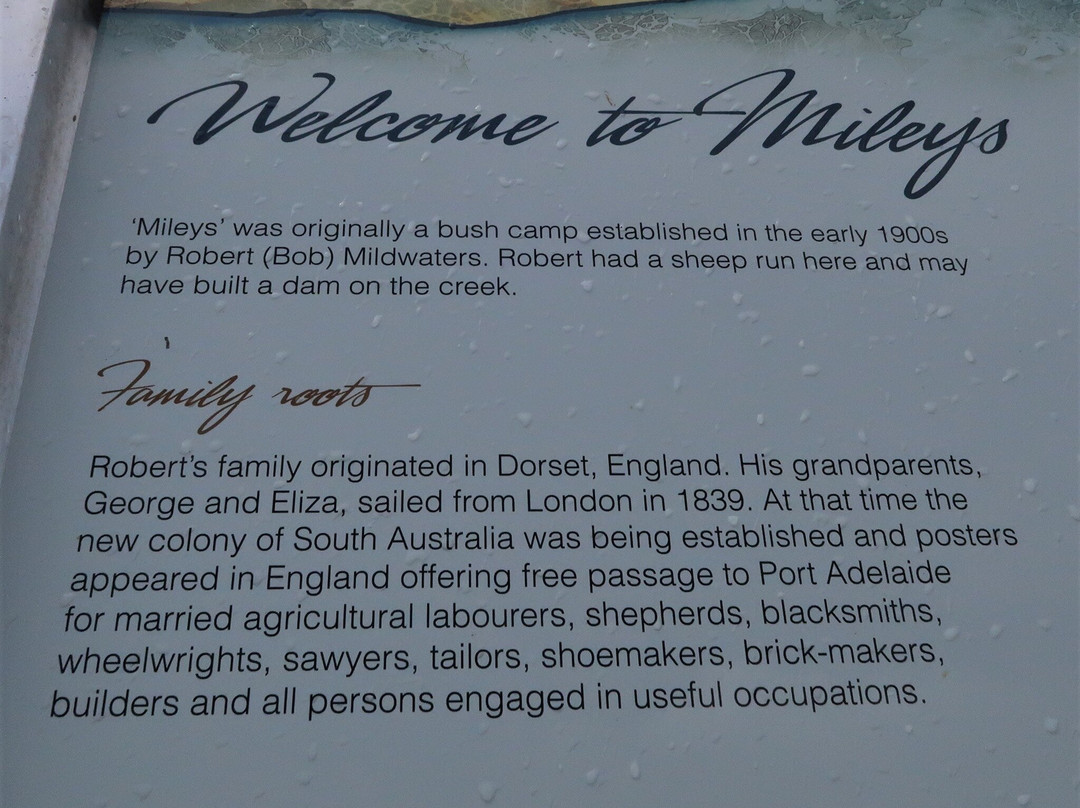 Welcome to Mileys
‘Mileys’ was originally a bush camp established in the early 1900s
by Robert (Bob) Mildwaters. Robert had a sheep run here and may
have built a dam on the creek.
Family roots
Robert’s family originated in Dorset, England. His grandparents,
George and Eliza, sailed from London in 1839. At that time the
new colony of South Australia was being established and posters
appeared in England offering free passage to Port Adelaide
for married agricultural labourers, shepherds, blacksmiths,
wheelwrights, sawyers, tailors, shoemakers, brick-makers,
builders and all persons engaged in useful occupations.